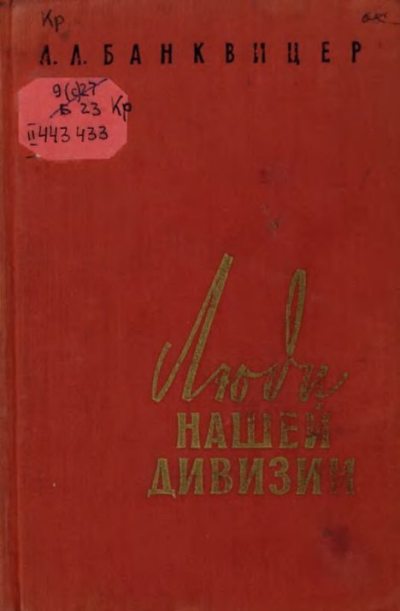 Кр
Л. Л. БАНКВИЦЕР
9(с)27
Б 23 Кр
II 443 433
Люди
НАШЕЙ
ДИВИЗИИ